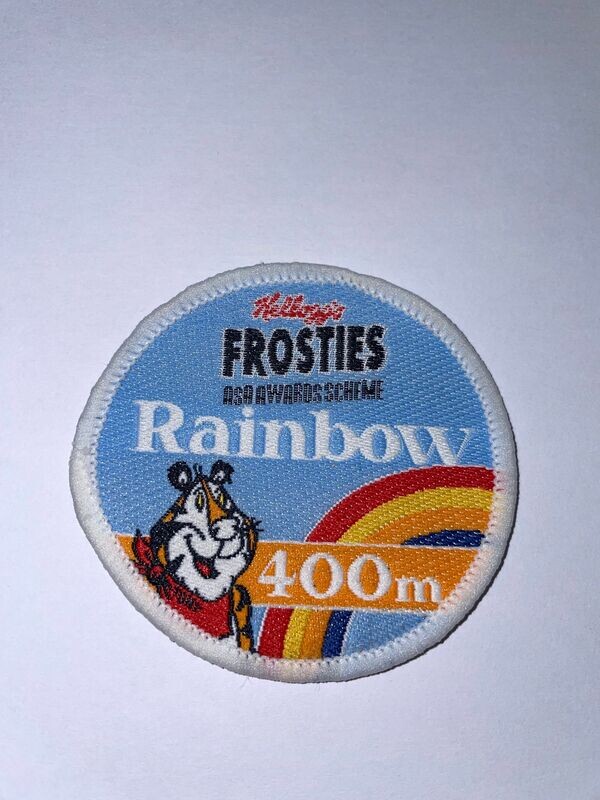 Kellogg's
FROSTIES
ASA AWARDS SCHEME
Rainbow
400m